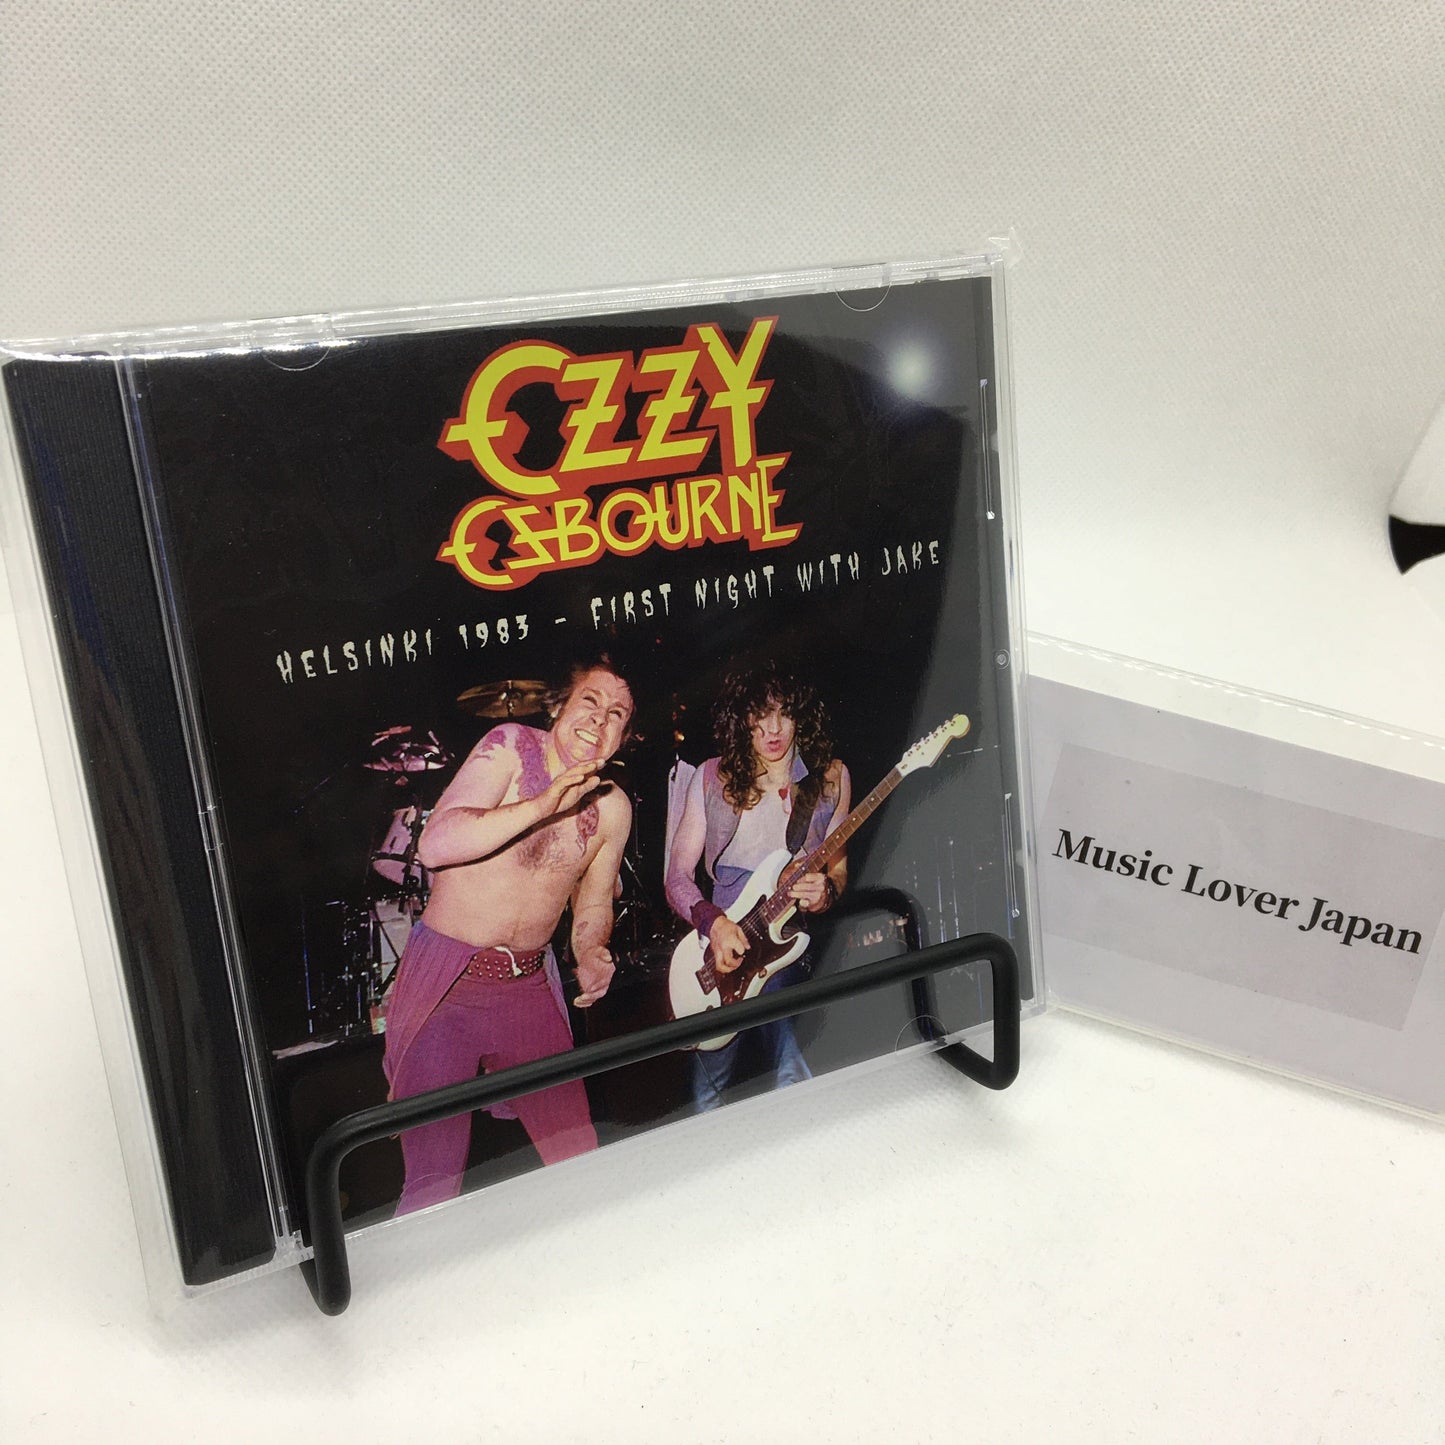 OZZY
OSBOURNE
HELSINKI 1983 - FIRST NIGHT WITH JAKE
Music Lover Japan